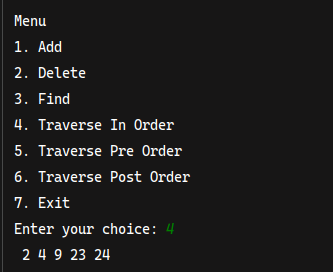 Menu
1. Add
2. Delete
3. Find
4. Traverse In Order
5. Traverse Pre Order
6. Traverse Post Order
7. Exit
Enter your choice: 4
2 4 9 23 24